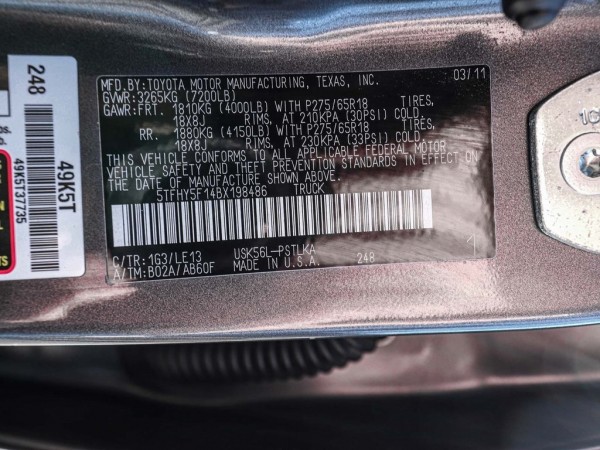 MFD.BY:TOYOTA MOTOR MANUFACTURING, TEXAS, INC. 03/11
GVWR: 3265KG (7200LB)
GAWR:FRT. 1810KG (4000LB) WITH P275/65R18 TIRES,
18X8J RIMS, AT 210KPA (30PSI) COLD
RR. 1880KG (4150LB) WITH P275/65R18 TIRES,
18X8J RIMS, AT 230KPA (33PSI) COLD.
THIS VEHICLE CONFORMS TO ALL APPLICABLE FEDERAL MOTOR
VEHICLE SAFETY AND THEFT PREVENTION STANDARDS IN EFFECT ON
THE DATE OF MANUFACTURE SHOWN ABOVE.
5TFHY5F14BX198486 TRUCK
C/TR: 1G3/LE13 USK56L-PSTLKA
A/TM: B02A/AB60F MADE IN U.S.A. 248
248
49K5T
49K5T37735